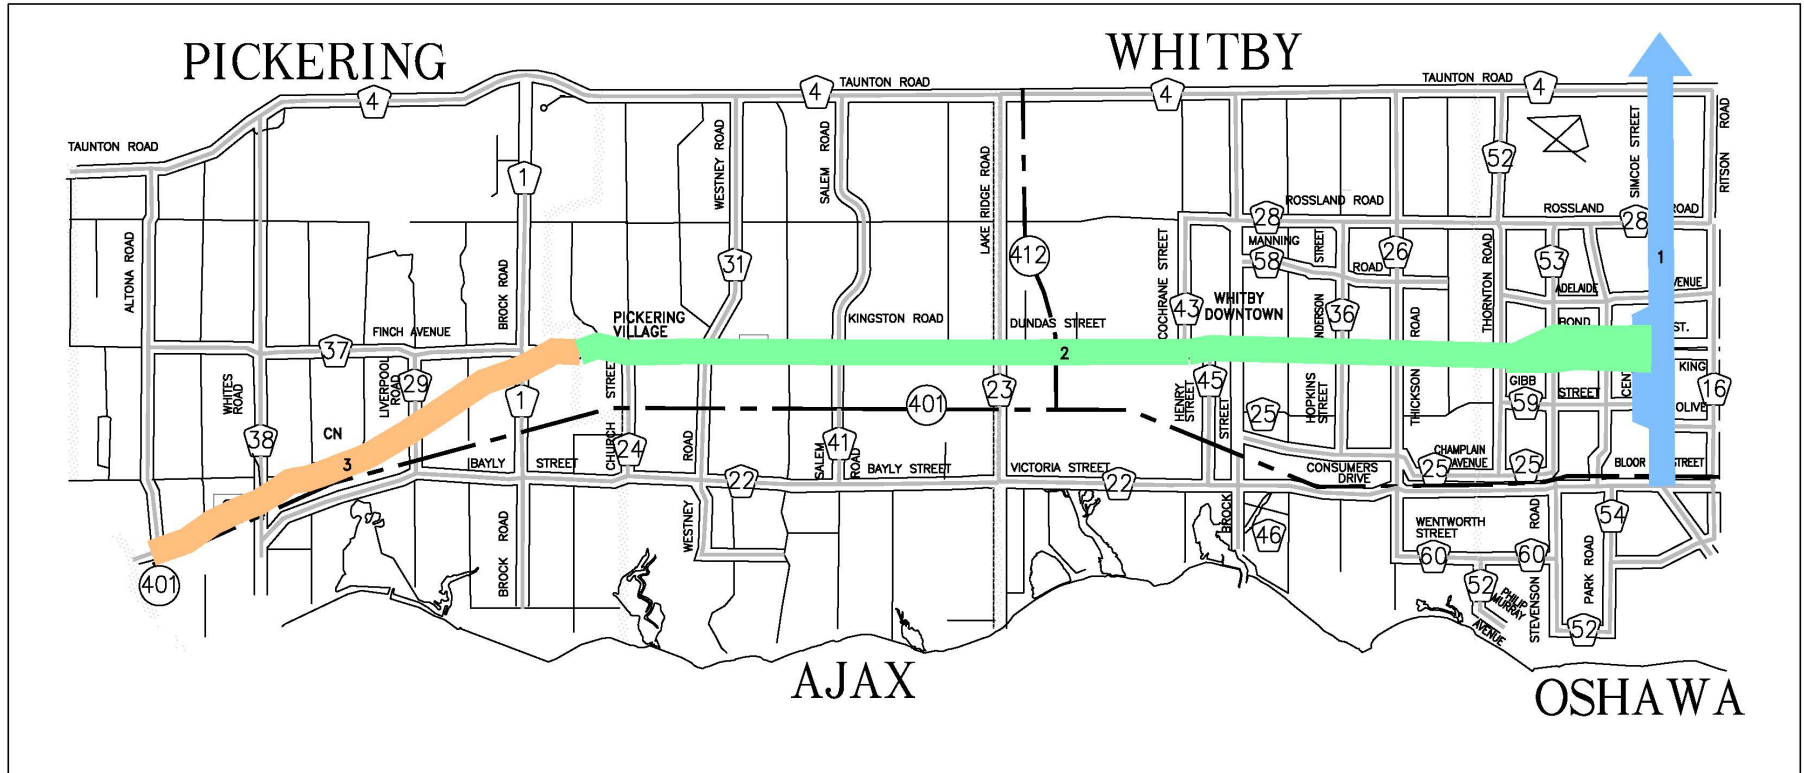 PICKERING
WHITBY
TAUNTON ROAD
TAUNTON ROAD
4
4
4
4
TAUNTON ROAD
1
WESTNEY ROAD
SALEM ROAD
LAKE RIDGE ROAD
52
SIMCOE STREET
RITSON ROAD
ROSSLAND ROAD
ROSSLAND
ROAD
28
28
ALTONA ROAD
BROCK ROAD
31
412
COCHRANE STREET
MANNING
ROAD
58
STREET
26
THORNTON ROAD
53
1
ADELAIDE
VENUE
43
WHITBY
DOWNTOWN
36
NDERSON
ROAD
THICKSON
PICKERING
VILLAGE
KINGSTON ROAD
DUNDAS STREET
BOND
ST.
FINCH AVENUE
37
2
KING
WHITES
ROAD
LIVERPOOL
ROAD
29
1
CHURCH STREET
23
HENRY
STREET
45
STREET
HOPKINS
STREET
GIBB
STREET
59
CENT
16
OLIVE
401
25
CN
38
3
24
ROAD
41
SALEM
ROAD
BAYLY STREET
BAYLY STREET
VICTORIA STREET
22
22
CONSUMERS
DRIVE
CHAMPLAIN
AVENUE
25
25
BLOOR
STREET
BROCK ROAD
WESTNEY
BROCK
46
WENTWORTH
STREET
60
60
ROAD
STEVENSON
PARK ROAD
54
401
52
PHILIP
MURRAY
AVENUE
52
AJAX
OSHAWA